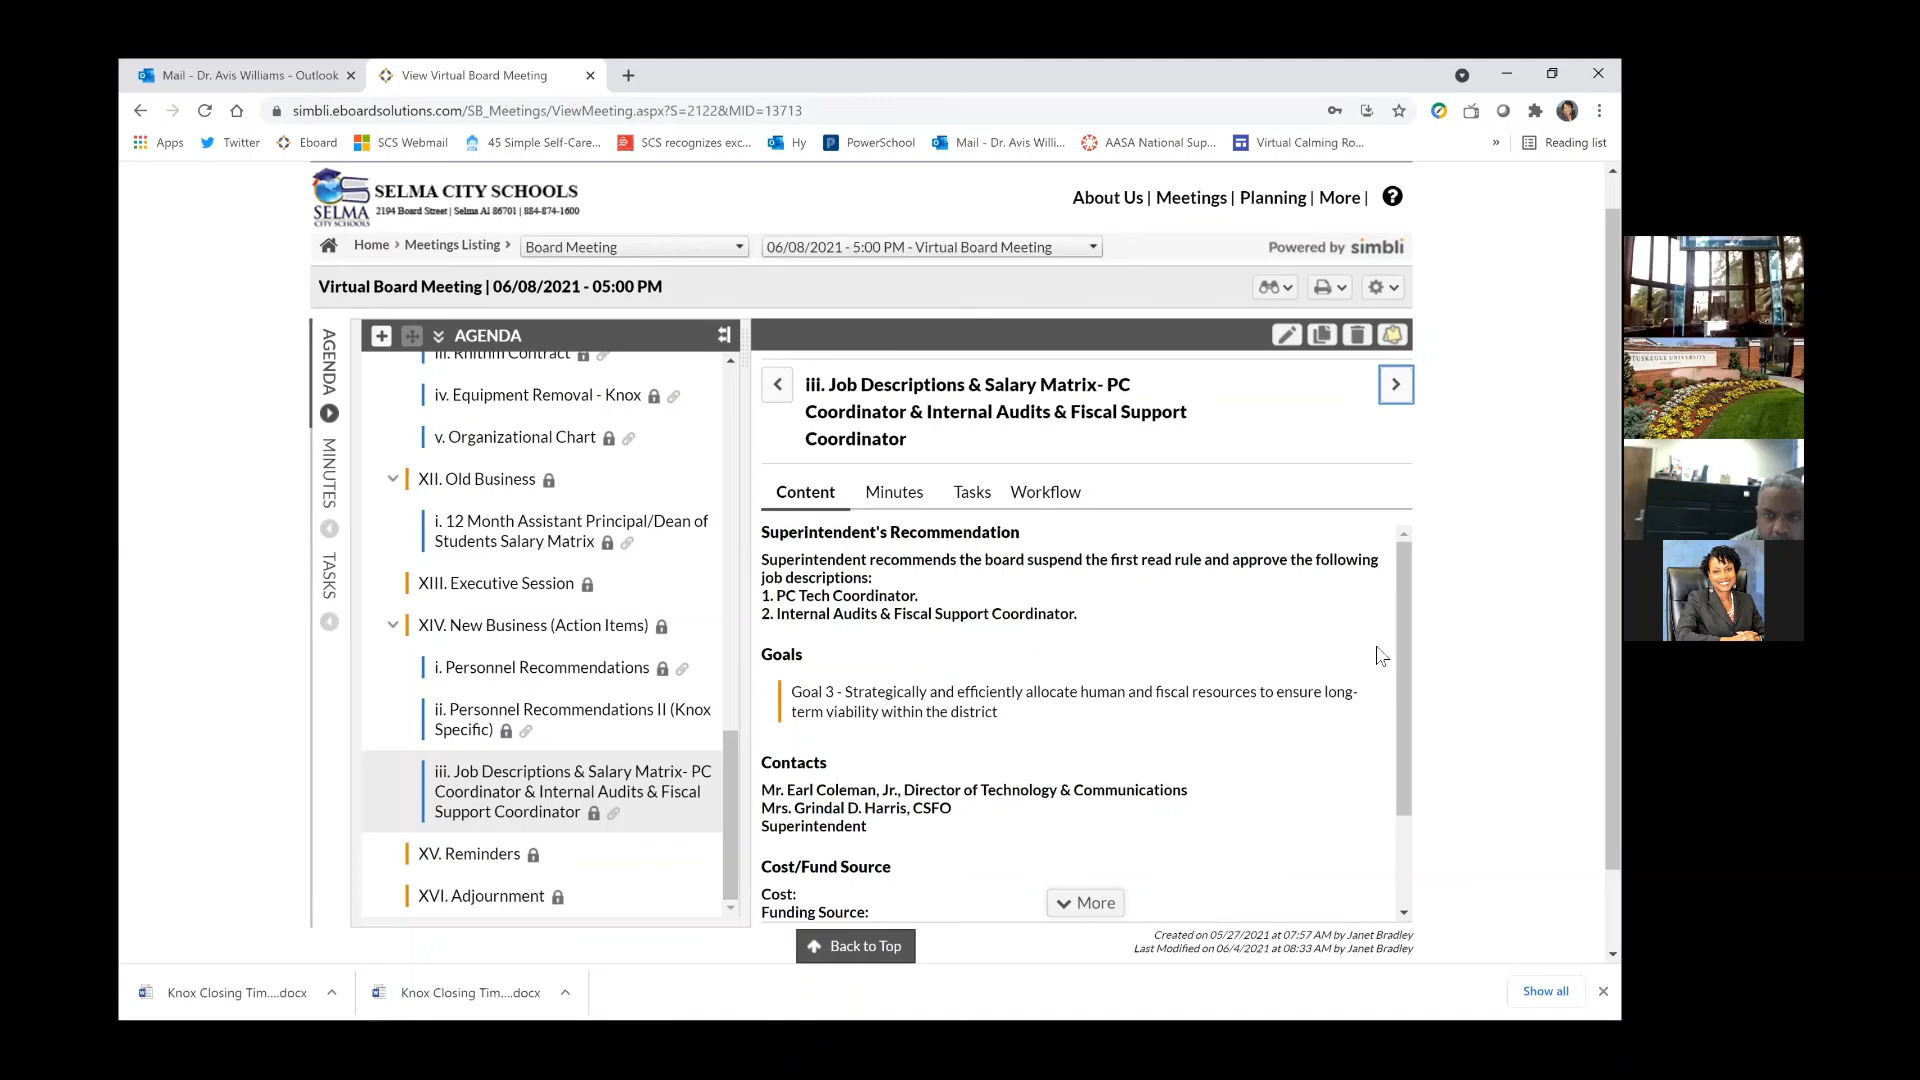 Mail - Dr. Avis Williams - Outlook
View Virtual Board Meeting
simbli.eboardsolutions.com/SB_Meetings/ViewMeeting.aspx?S=2122&MID=13713
Apps
Twitter
Eboard
SCS Webmail
45 Simple Self-Care...
SCS recognizes exc...
Hy
PowerSchool
Mail - Dr. Avis Willi...
AASA National Sup...
Virtual Calming Ro...
»
Reading list
SELMA
CITY SCHOOLS
SELMA CITY SCHOOLS
2194 Board Street | Selma Al 86701 | 884-874-1600
About Us | Meetings | Planning | More |
Home › Meetings Listing ›
Board Meeting
06/08/2021 - 5:00 PM - Virtual Board Meeting
Powered by simbli
Virtual Board Meeting | 06/08/2021 - 05:00 PM
AGENDA
MINUTES
TASKS
AGENDA
iii. Rhithm Contract
iv. Equipment Removal - Knox
v. Organizational Chart
XII. Old Business
i. 12 Month Assistant Principal/Dean of
Students Salary Matrix
XIII. Executive Session
XIV. New Business (Action Items)
i. Personnel Recommendations
ii. Personnel Recommendations II (Knox
Specific)
iii. Job Descriptions & Salary Matrix- PC
Coordinator & Internal Audits & Fiscal
Support Coordinator
XV. Reminders
XVI. Adjournment
iii. Job Descriptions & Salary Matrix- PC
Coordinator & Internal Audits & Fiscal Support
Coordinator
Content
Minutes
Tasks
Workflow
Superintendent's Recommendation
Superintendent recommends the board suspend the first read rule and approve the following
job descriptions:
1. PC Tech Coordinator.
2. Internal Audits & Fiscal Support Coordinator.
Goals
Goal 3 - Strategically and efficiently allocate human and fiscal resources to ensure long-
term viability within the district
Contacts
Mr. Earl Coleman, Jr., Director of Technology & Communications
Mrs. Grindal D. Harris, CSFO
Superintendent
Cost/Fund Source
Cost:
Funding Source:
More
Back to Top
Created on 05/27/2021 at 07:57 AM by Janet Bradley
Last Modified on 06/4/2021 at 08:33 AM by Janet Bradley
Knox Closing Tim....docx
Knox Closing Tim....docx
Show all
TUSKEGEE UNIVERSITY